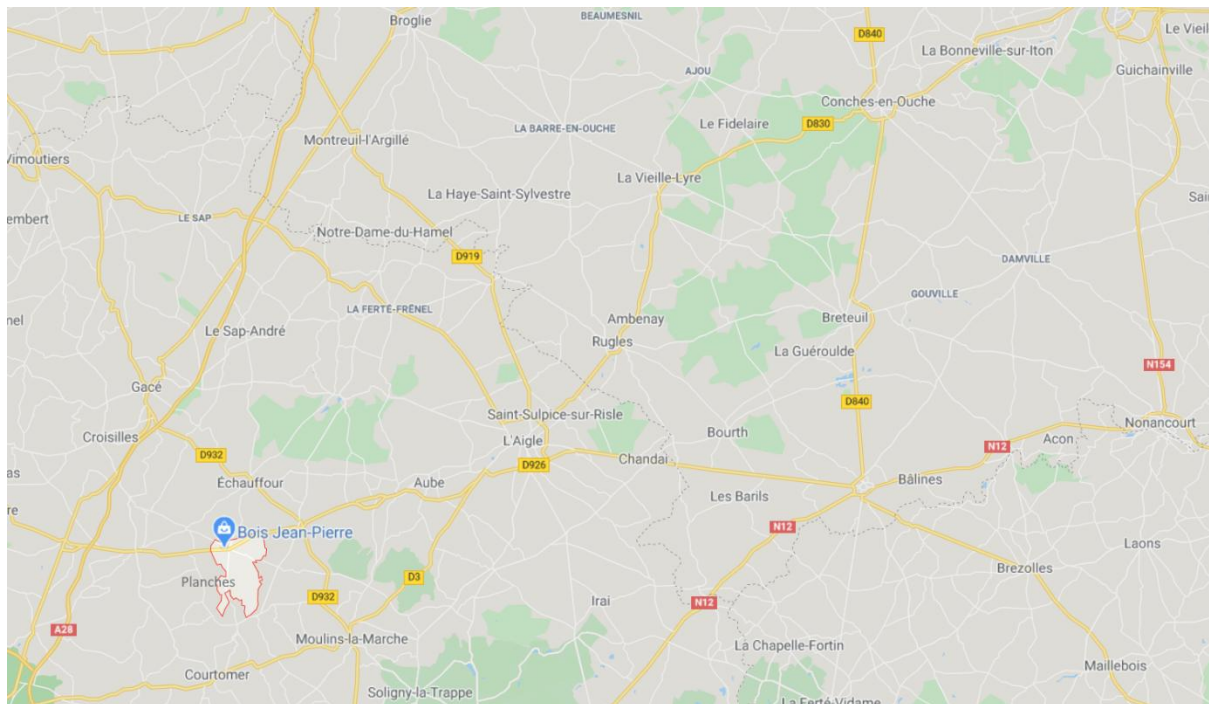 Broglie
BEAUMESNIL
D840
Le Vieil
La Bonneville-sur-Iton
AJOU
Guichainville
Conches-en-Ouche
Le Fidelaire
D830
LA BARRE-EN-OUCHE
Montreuil-l'Argillé
Vimoutiers
La Vieille-Lyre
La Haye-Saint-Sylvestre
Sai
embert
LE SAP
Notre-Dame-du-Hamel
D919
DAMVILLE
GOUVILLE
LA FERTÉ-FRÊNEL
nel
Le Sap-André
Ambenay
Breteuil
Rugles
La Guéroulde
N154
Gacé
D840
Saint-Sulpice-sur-Risle
Nonancourt
Croisilles
L'Aigle
Bourth
Acon
N12
D932
D926
Chandai
as
Échauffour
Aube
Bâlines
Les Barils
re
N12
Bois Jean-Pierre
Laons
Brezolles
Planches
D3
D932
Irai
N12
A28
Moulins-la-Marche
La Chapelle-Fortin
Maillebois
Courtomer
Soligny-la-Trappe
La Ferté-Vidame